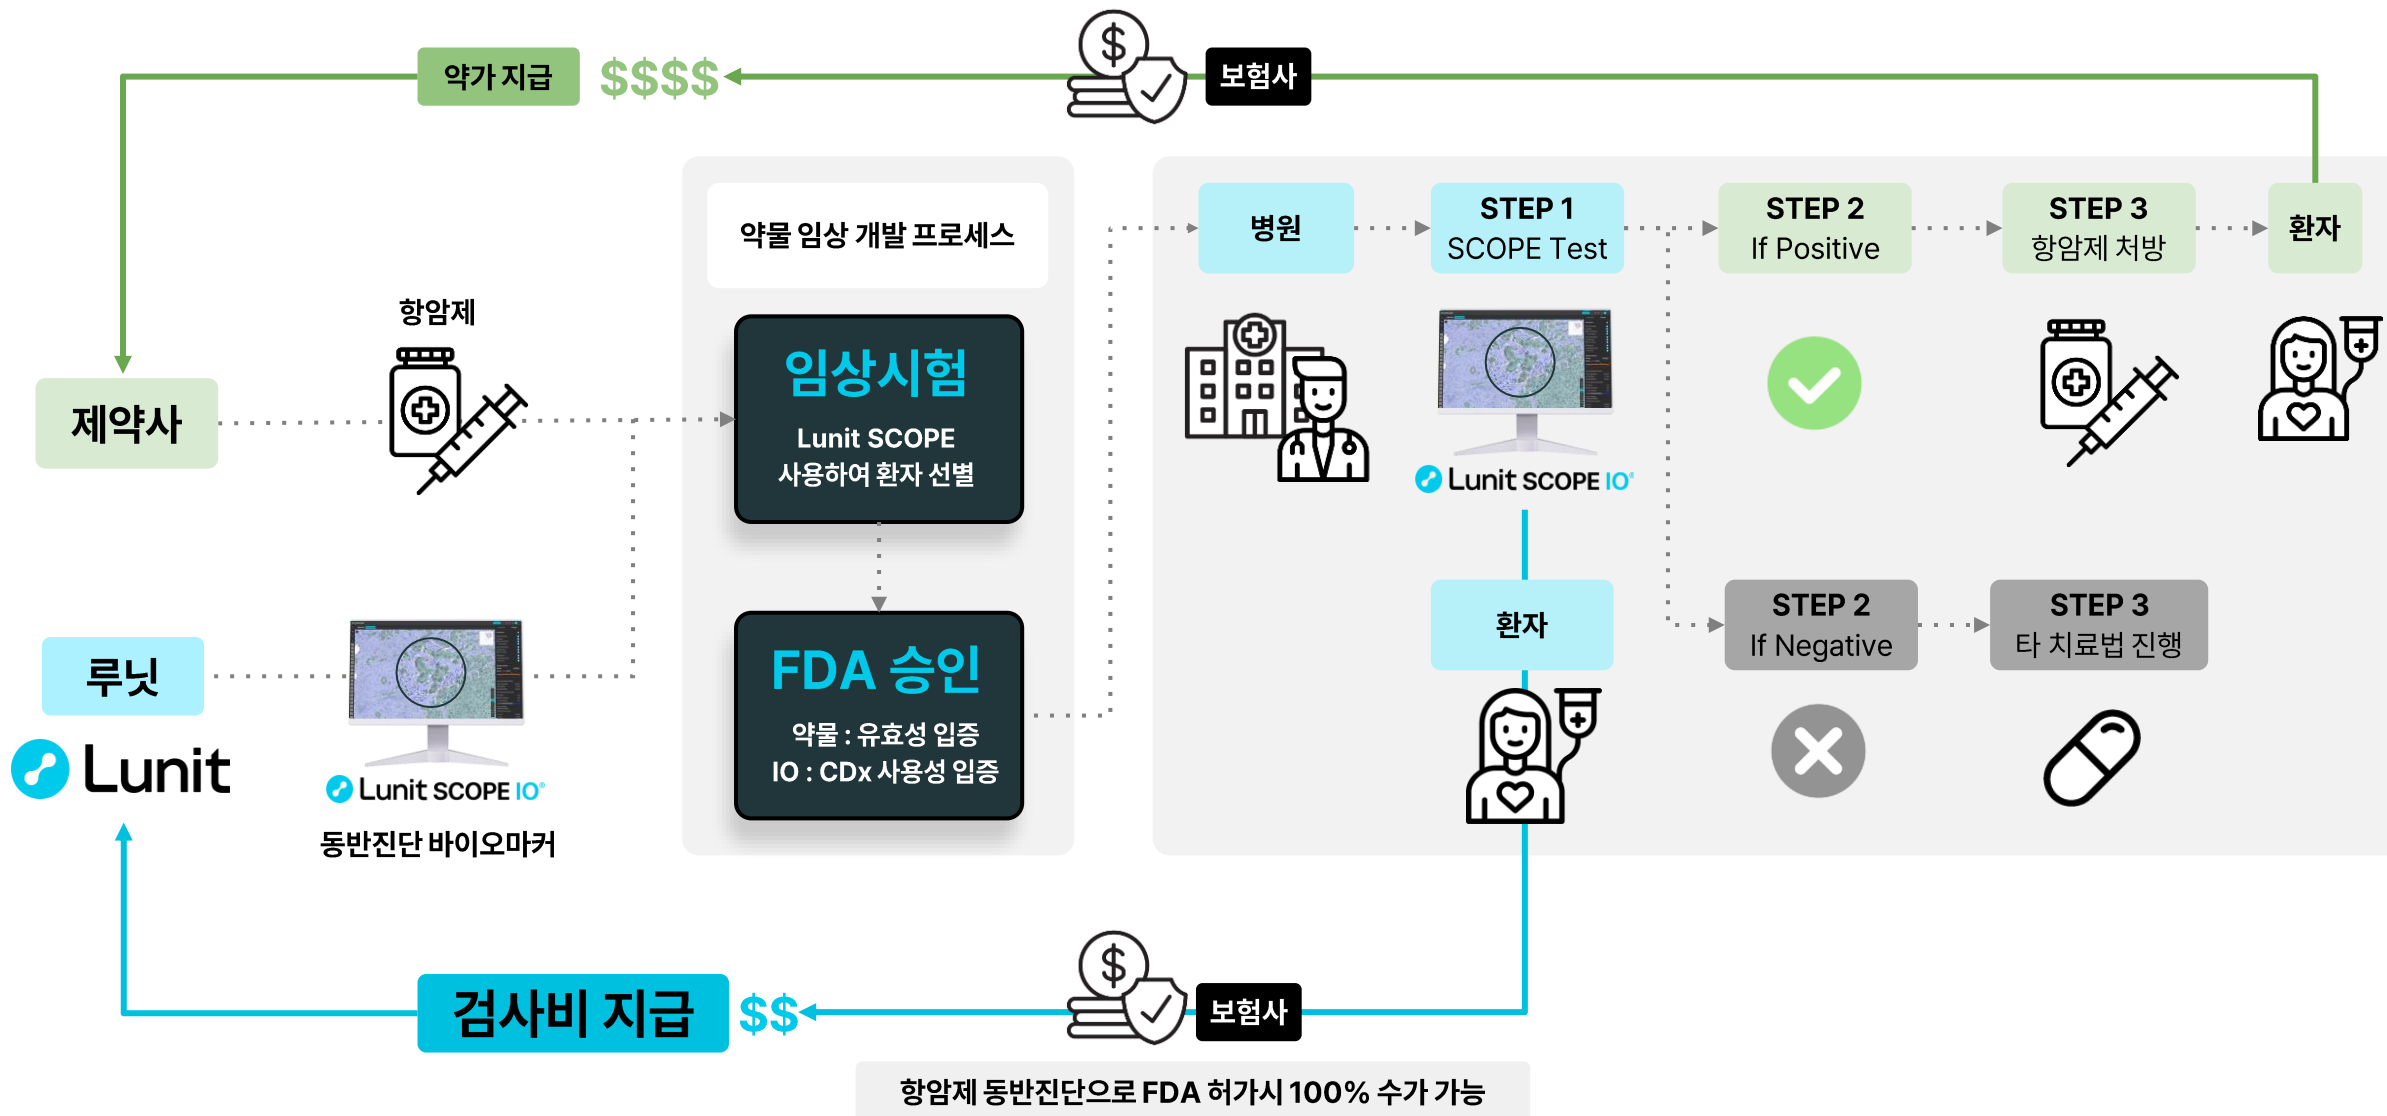 약가 지급
$$$$
보험사
약물 임상 개발 프로세스
병원
STEP 1
SCOPE Test
STEP 2
If Positive
STEP 3
항암제 처방
환자
항암제
제약사
임상시험
Lunit SCOPE
사용하여 환자 선별
Lunit SCOPE IO®
환자
STEP 2
If Negative
STEP 3
타 치료법 진행
루닛
Lunit
Lunit SCOPE IO®
동반진단 바이오마커
FDA 승인
약물 : 유효성 입증
IO : CDx 사용성 입증
검사비 지급
$$
보험사
항암제 동반진단으로 FDA 허가시 100% 수가 가능